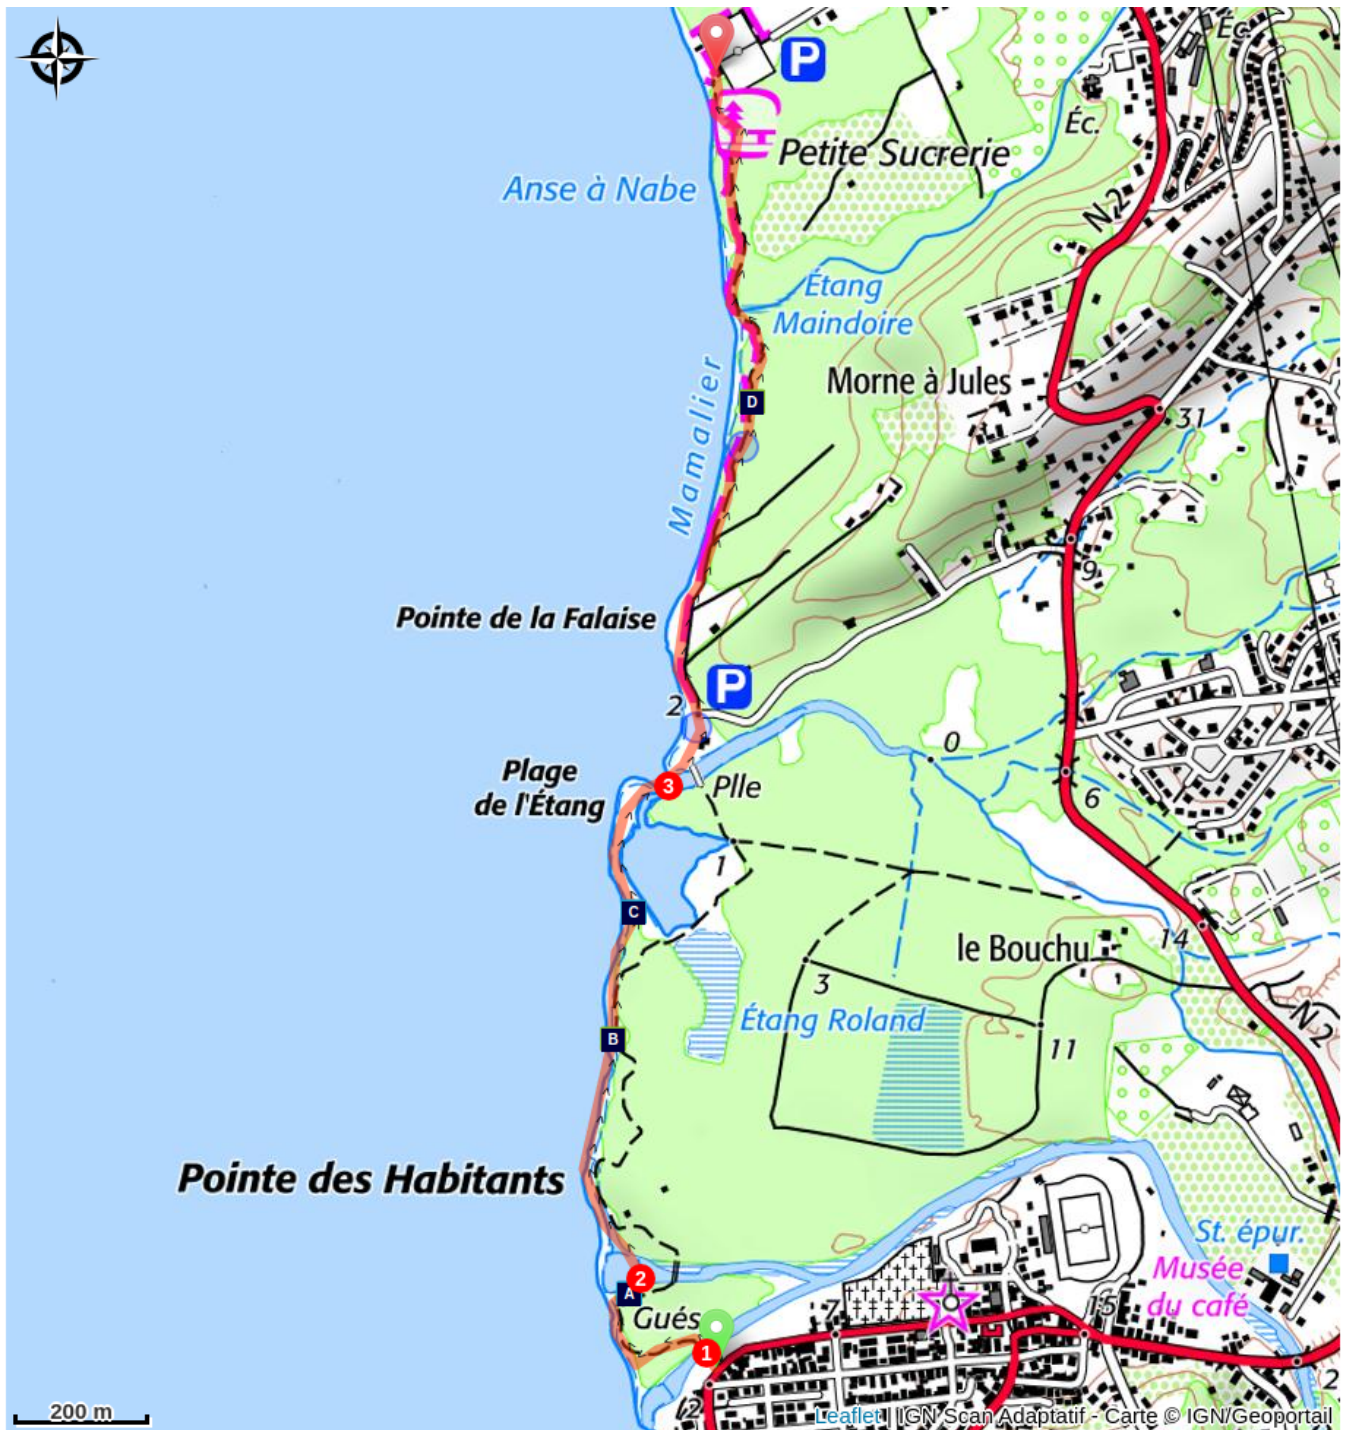 Éc.
P
Éc.
Petite Sucrerie
Anse à Nabe
N 2
Étang
Maindoire
Mamalier
Morne à Jules
D
31
9
Pointe de la Falaise
P
2
0
Plage
de l'Étang
3
Plle
6
1
C
14
le Bouchu
3
Étang Roland
N 2
B
11
Pointe des Habitants
St. épur.
2
Musée
du café
A
Gués
7
15
1
2
12
200 m
Leaflet | IGN Scan Adaptatif - Carte © IGN/Geoportail